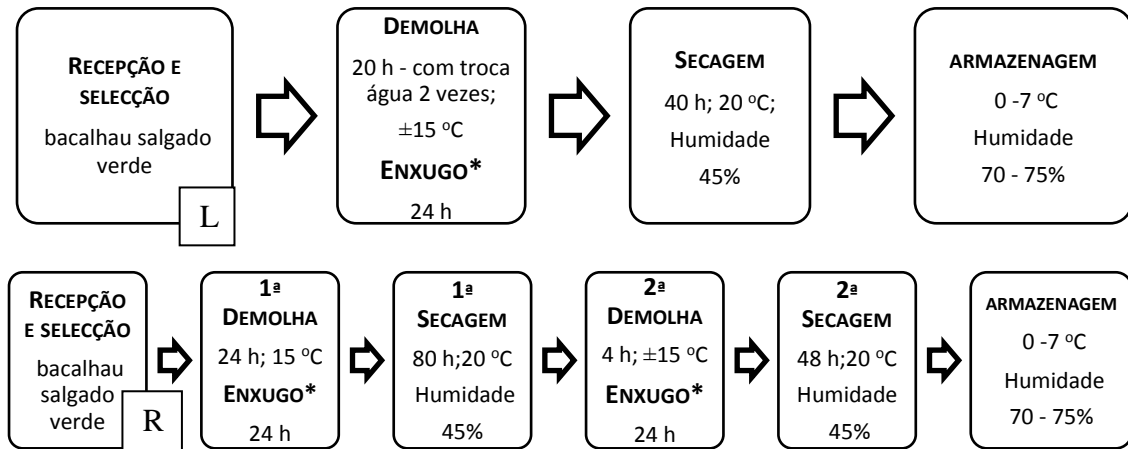 RECEPÇÃO E
SELECÇÃO
bacalhau salgado
verde
L
DEMOLHA
20 h - com troca
água 2 vezes;
±15 ºC
ENXUGO*
24 h
SECAGEM
40 h; 20 ºC;
Humidade
45%
ARMAZENAGEM
0 -7 ºC
Humidade
70 - 75%
RECEPÇÃO
E SELECÇÃO
bacalhau
salgado
verde
R
1ª
DEMOLHA
24 h; 15 ºC
ENXUGO*
24 h
1ª
SECAGEM
80 h;20 ºC
Humidade
45%
2ª
DEMOLHA
4 h; ±15 ºC
ENXUGO*
24 h
2ª
SECAGEM
48 h;20 ºC
Humidade
45%
ARMAZENAGEM
0 -7 ºC
Humidade
70 - 75%